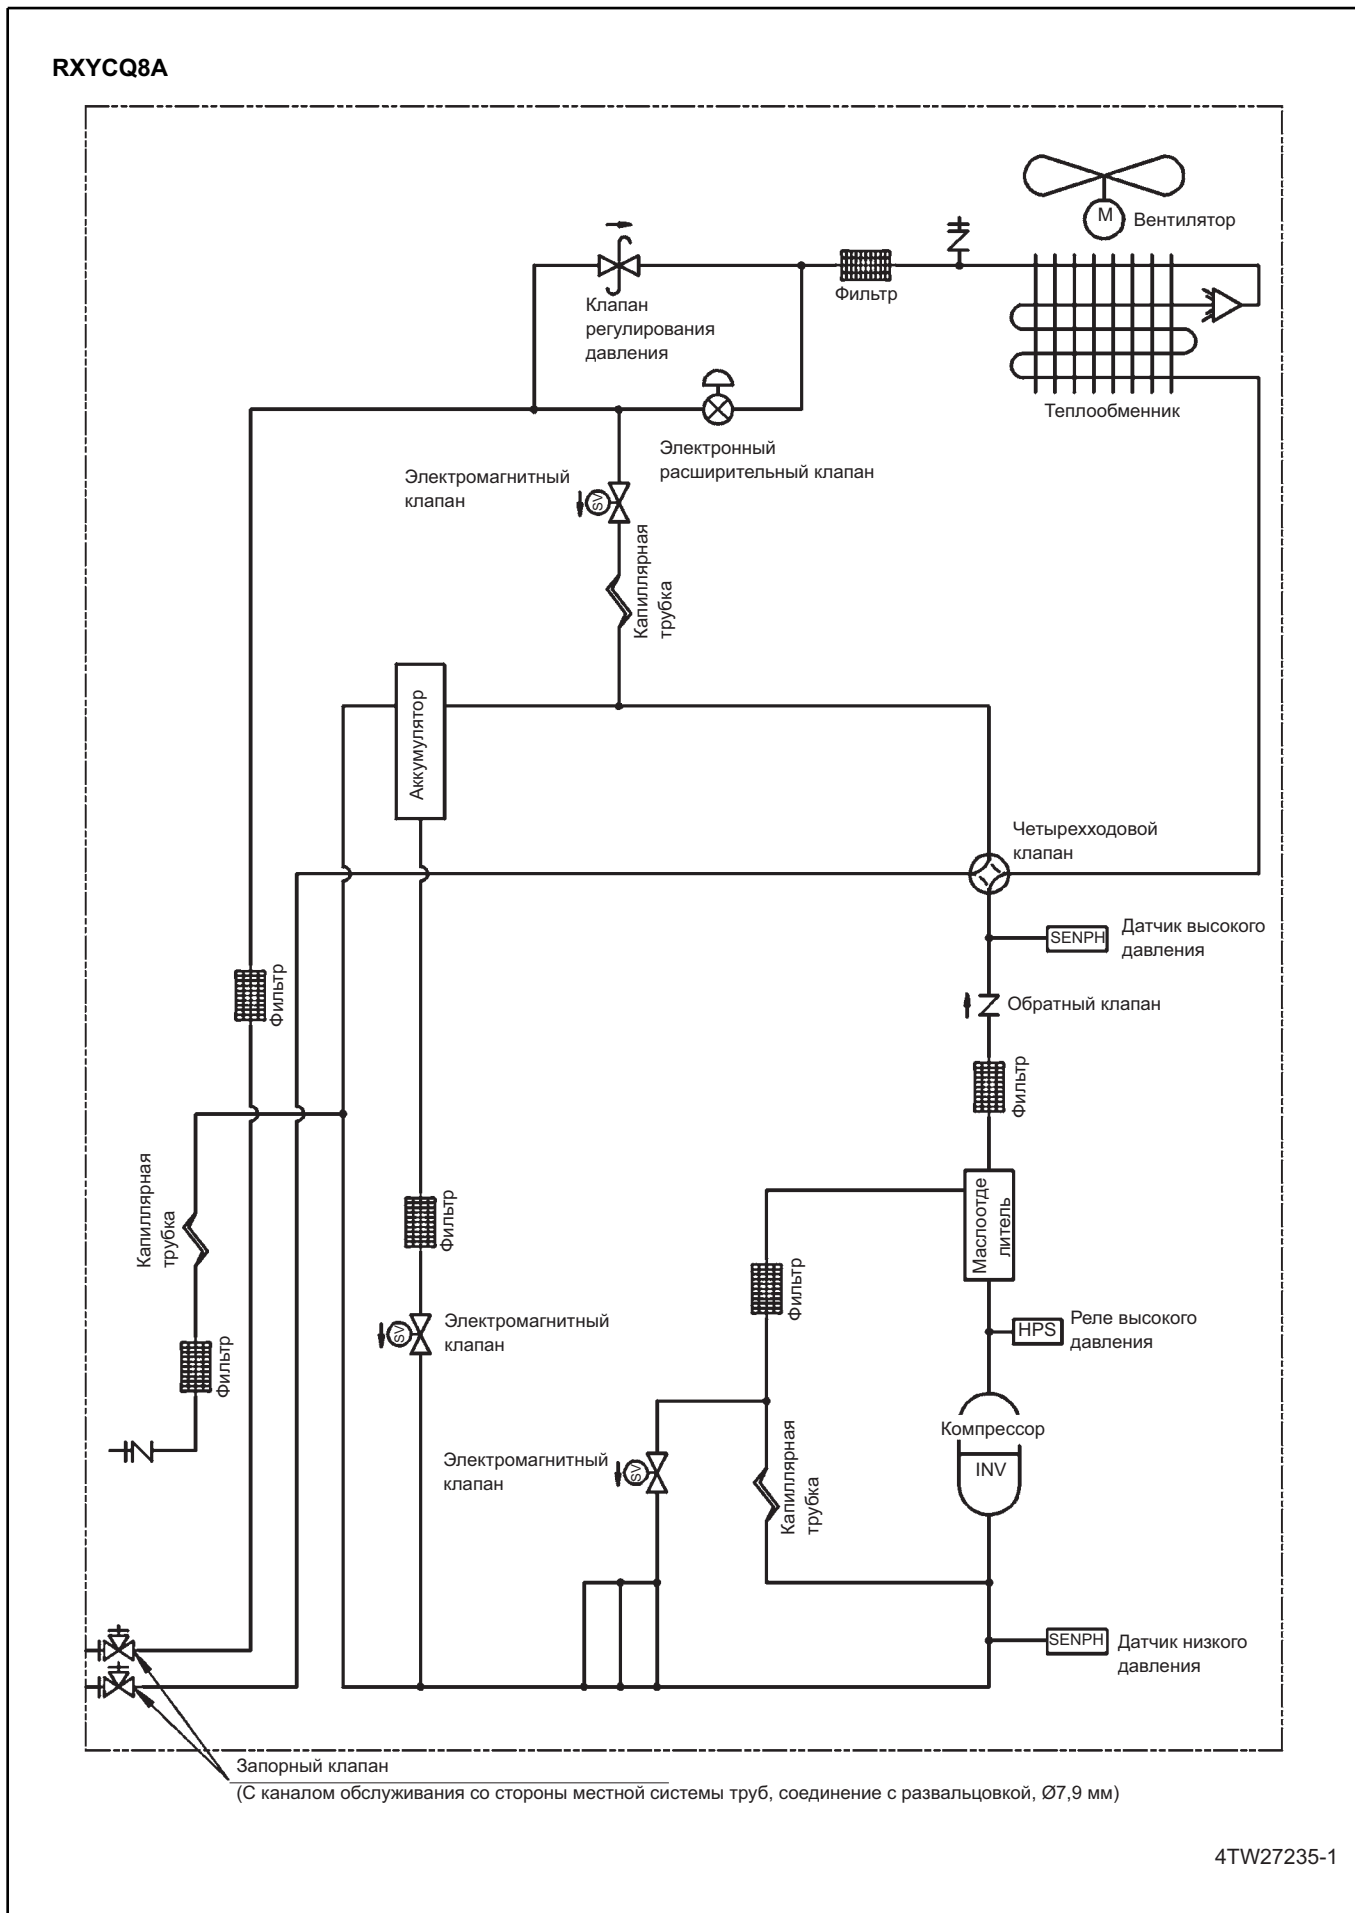 RXYCQ8A
M
Вентилятор
Фильтр
Клапан
регулирования
давления
Теплообменник
Электронный
расширительный клапан
Электромагнитный
клапан
SV
Капиллярная
трубка
Аккумулятор
Четырехходовой
клапан
SENPH
Датчик высокого
давления
Фильтр
Обратный клапан
Фильтр
Капиллярная
трубка
Фильтр
Маслоотде
литель
Фильтр
Электромагнитный
клапан
SV
HPS
Реле высокого
давления
Фильтр
Компрессор
INV
Электромагнитный
клапан
SV
Капиллярная
трубка
SENPH
Датчик низкого
давления
Запорный клапан
(С каналом обслуживания со стороны местной системы труб, соединение с развальцовкой, Ø7,9 мм)
4TW27235-1